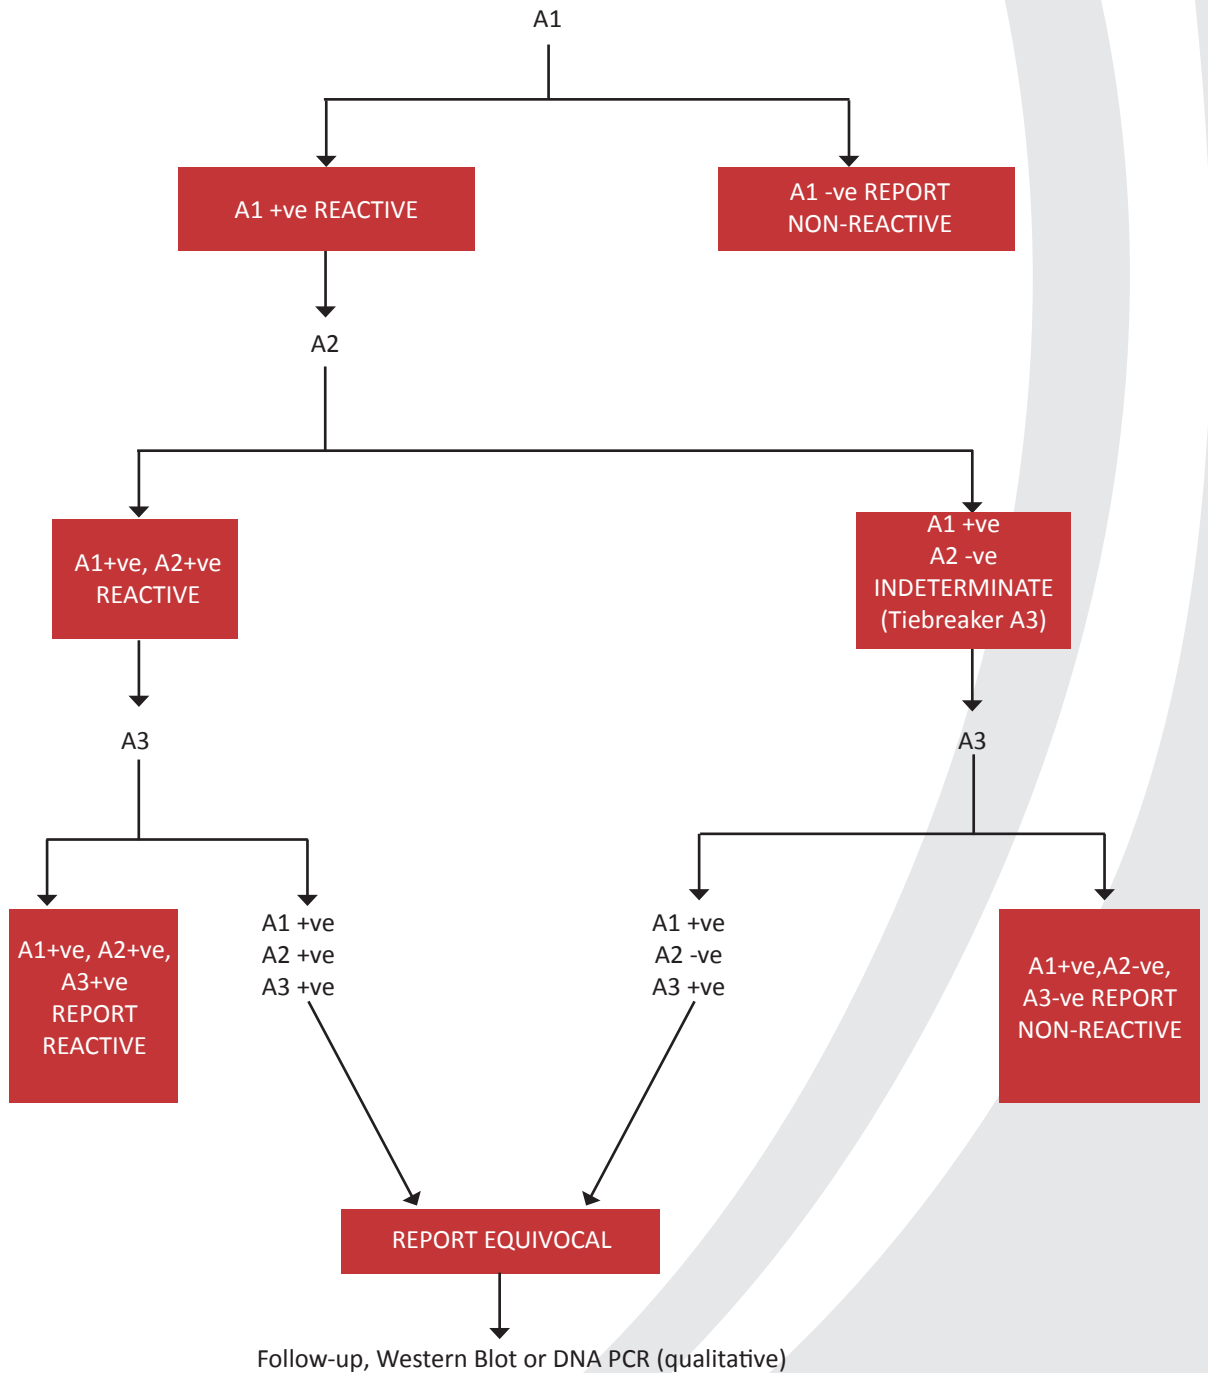 A1
A1 +ve REACTIVE
A1 -ve REPORT
NON-REACTIVE
A2
A1+ve, A2+ve
REACTIVE
A1 +ve
A2 -ve
INDETERMINATE
(Tiebreaker A3)
A3
A3
A1+ve, A2+ve,
A3+ve
REPORT
REACTIVE
A1 +ve
A2 +ve
A3 +ve
A1 +ve
A2 -ve
A3 +ve
A1+ve,A2-ve,
A3-ve REPORT
NON-REACTIVE
REPORT EQUIVOCAL
Follow-up, Western Blot or DNA PCR (qualitative)